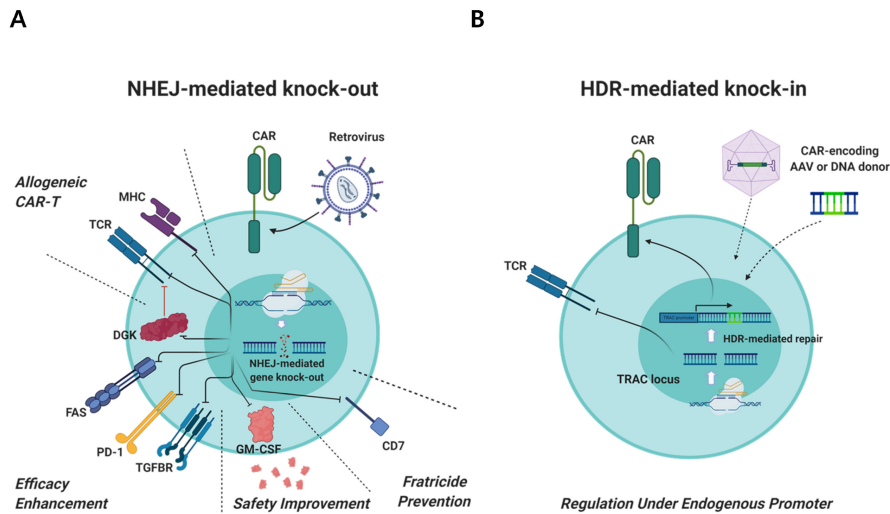 A
NHEJ-mediated knock-out
CAR
Retrovirus
Allogeneic
CAR-T
MHC
TCR
DGK
NHEJ-mediated
gene knock-out
FAS
PD-1
TGFBR
GM-CSF
CD7
Efficacy
Enhancement
Safety Improvement
Fratricide
Prevention
B
HDR-mediated knock-in
CAR
CAR-encoding
AAV or DNA donor
TCR
TRAC promoter
HDR-mediated repair
TRAC locus
Regulation Under Endogenous Promoter